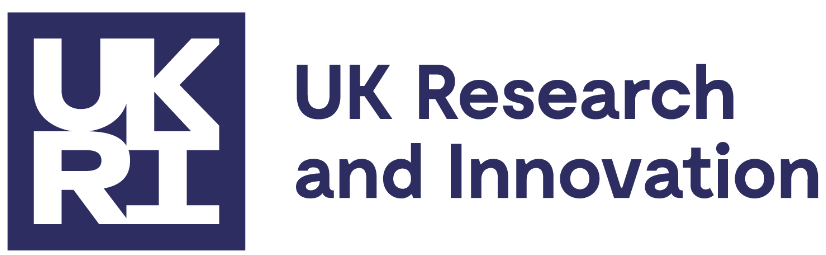 UK
RI
UK Research
and Innovation